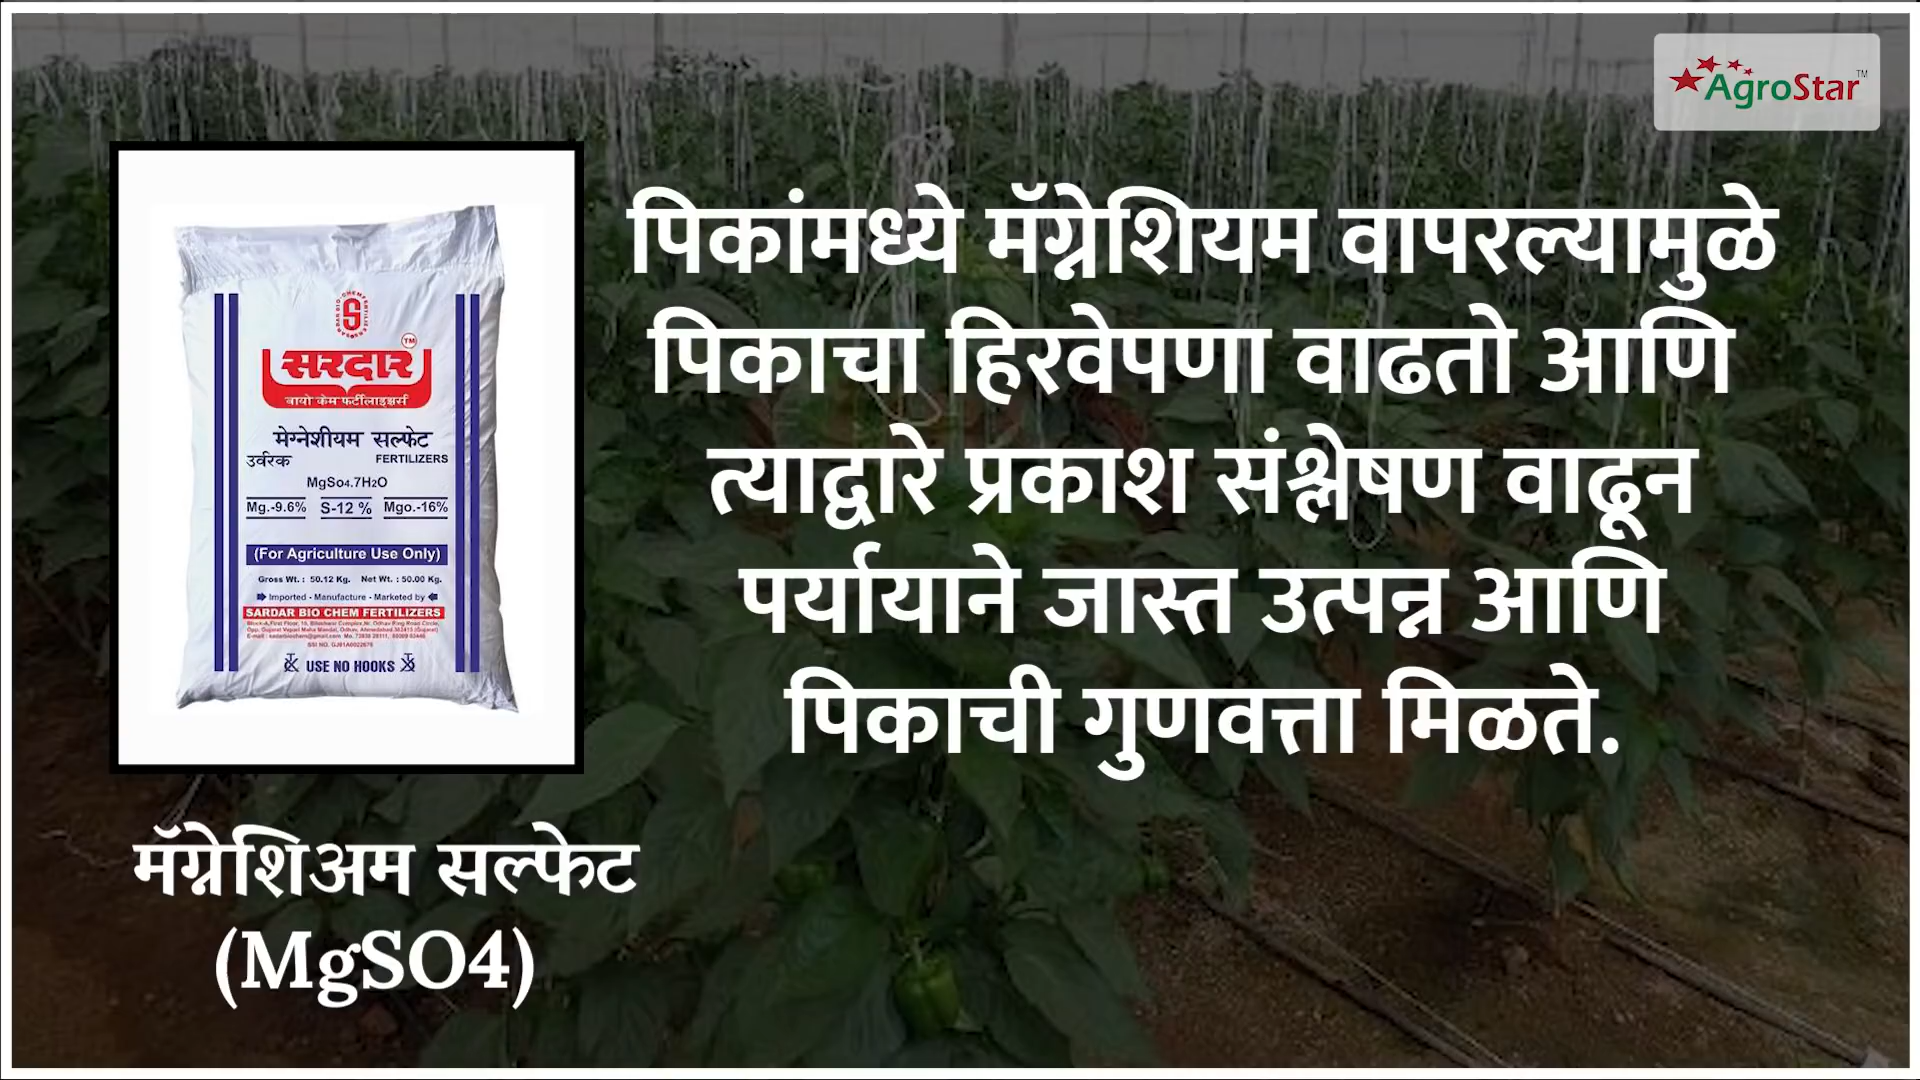 AgroStar™
पिकांमध्ये मॅग्नेशियम वापरल्यामुळे
पिकाचा हिरवेपणा वाढतो आणि
त्याद्वारे प्रकाश संश्लेषण वाढून
पर्यायाने जास्त उत्पन्न आणि
पिकाची गुणवत्ता मिळते.
S
TM
सरदार
बायो केम फर्टीलाइझर्स
मेग्नेशीयम सल्फेट
उर्वरक FERTILIZERS
MgSo4.7H2O
Mg.-9.6% S-12 % Mgo.-16%
(For Agriculture Use Only)
Gross Wt. : 50.12 Kg. Net Wt. : 50.00 Kg.
Imported - Manufacture - Marketed by
SARDAR BIO CHEM FERTILIZERS
USE NO HOOKS
मॅग्नेशिअम सल्फेट
(MgSO4)